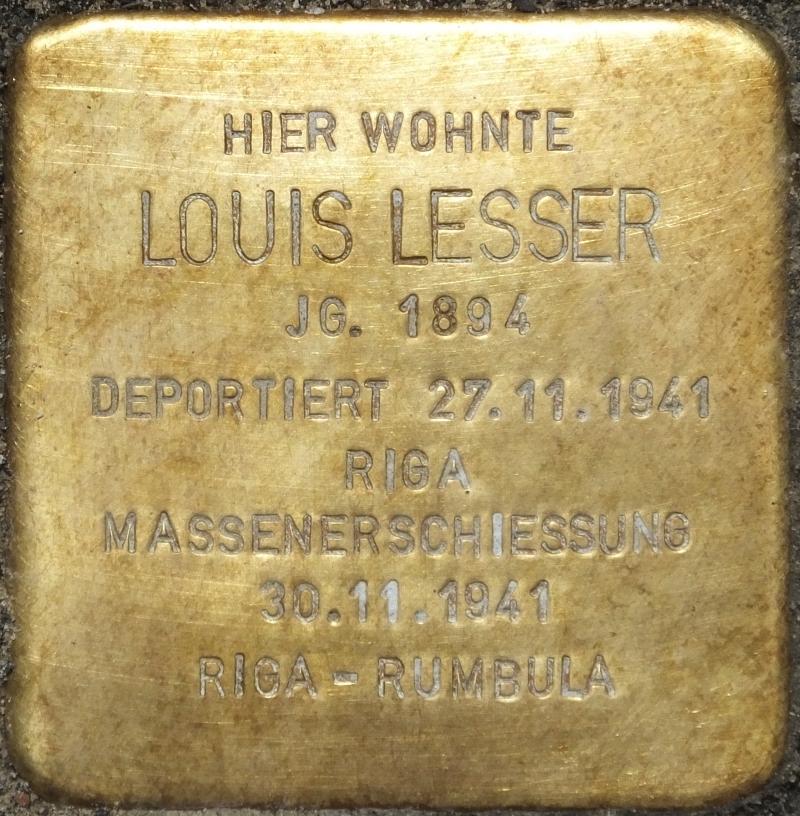 HIER WOHNTE
LOUIS LESSER
JG. 1894
DEPORTIERT 27.11.1941
RIGA
MASSENERSCHIESSUNG
30.11.1941
RIGA - RUMBULA